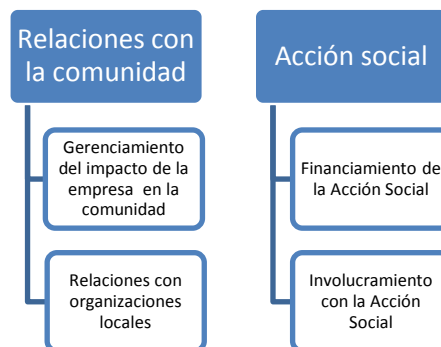 Relaciones con
la comunidad
Gerenciamiento
del impacto de la
empresa en la
comunidad
Relaciones con
organizaciones
locales
Acción social
Financiamiento de
la Acción Social
Involucramiento
con la Acción
Social